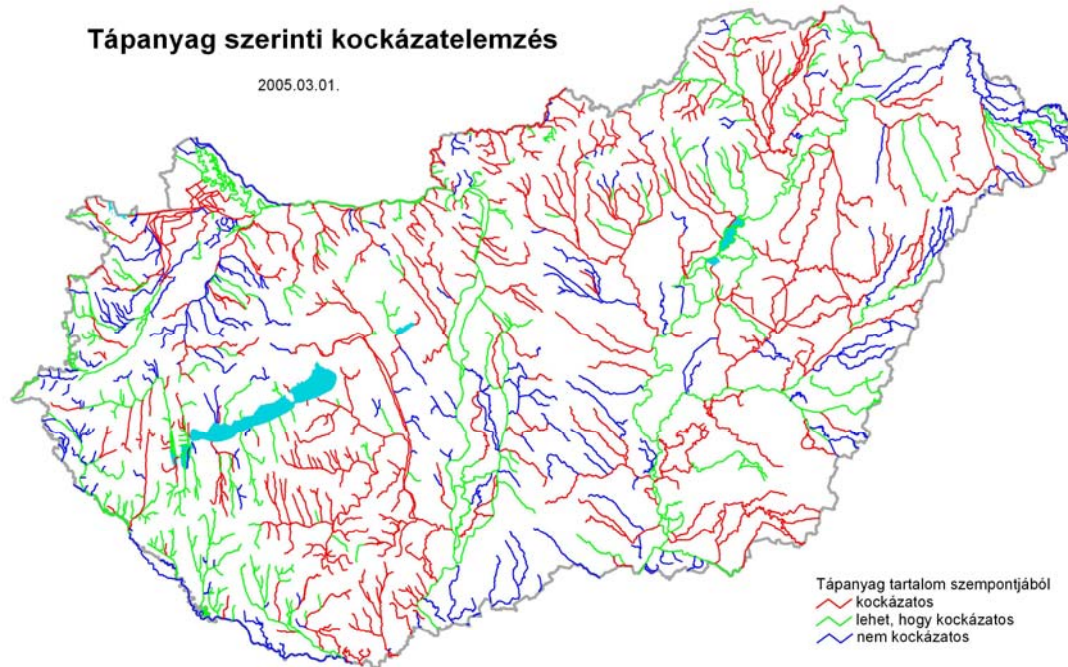 Tápanyag szerinti kockázatelemzés
2005.03.01.
Tápanyag tartalom szempontjából
kockázatos
lehet, hogy kockázatos
nem kockázatos